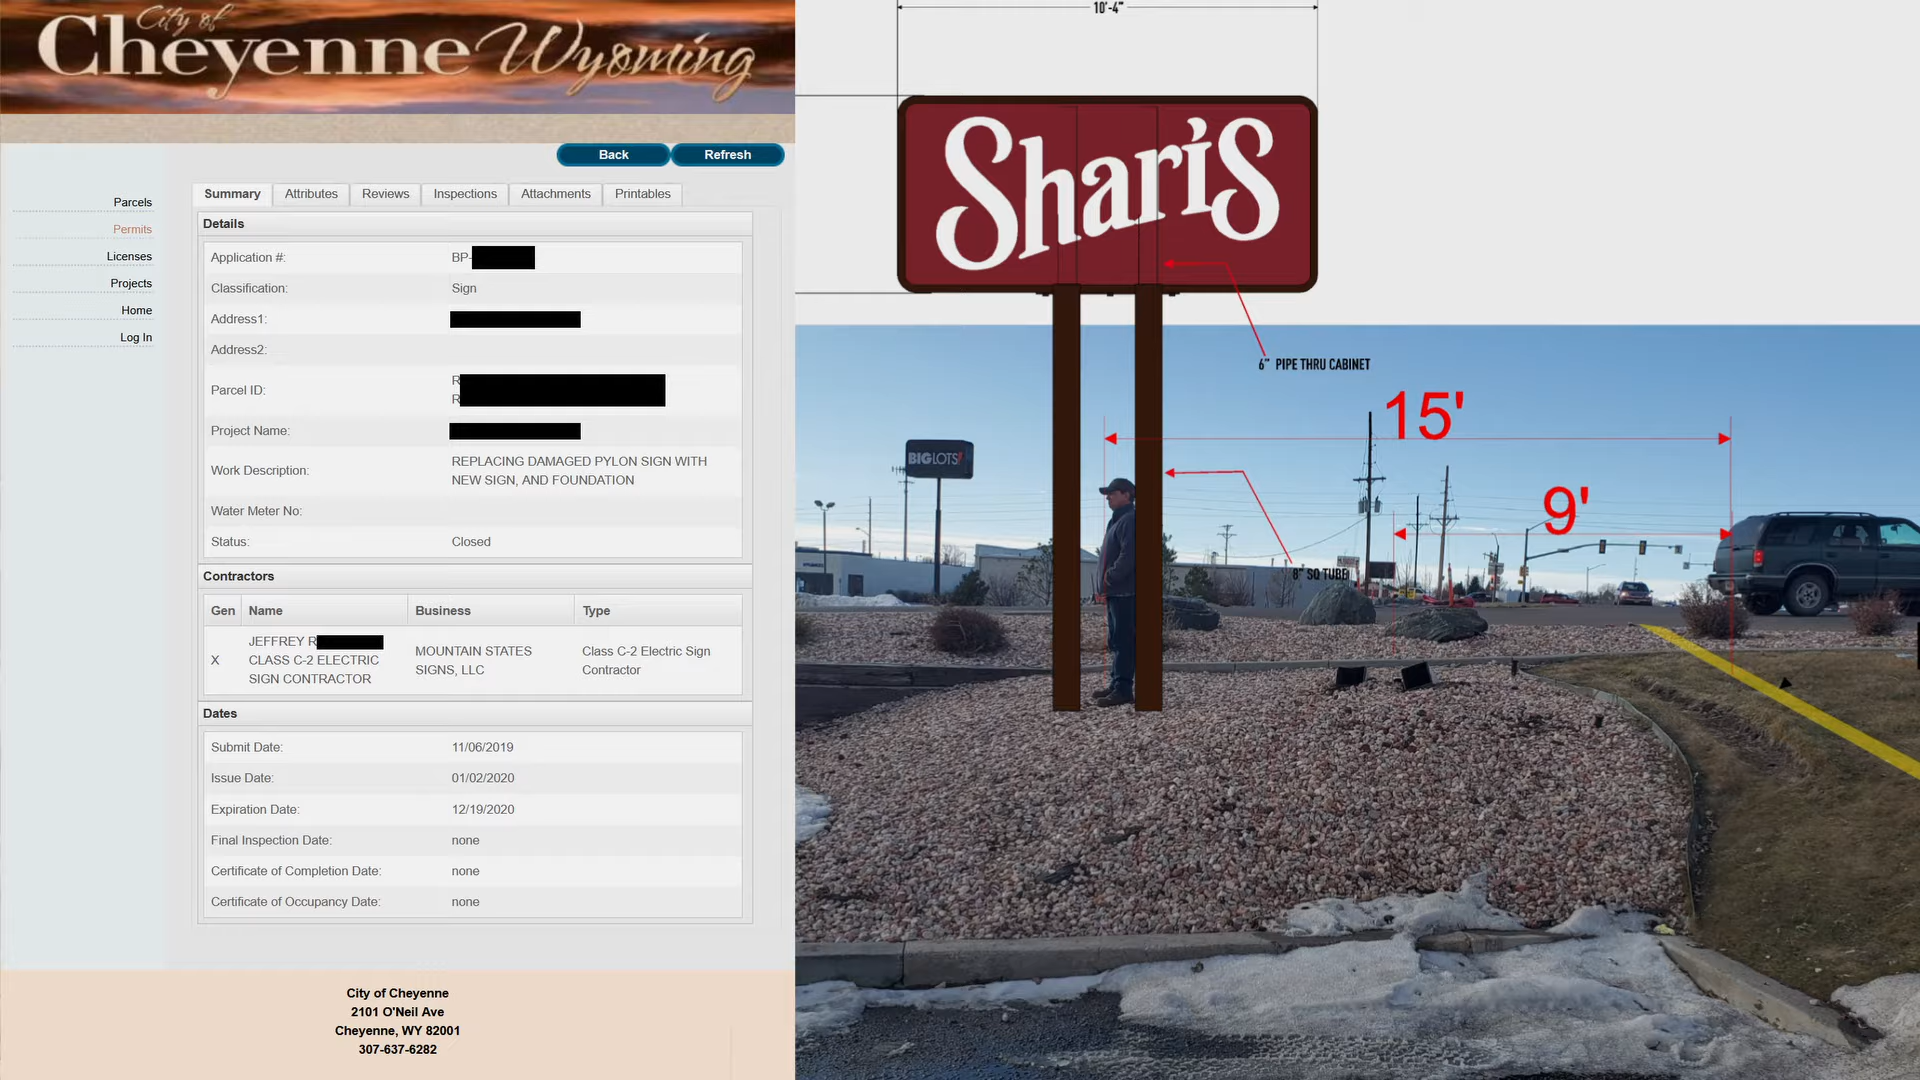 City of
Cheyenne Wyoming
Back
Refresh
Parcels
Permits
Licenses
Projects
Home
Log In
Summary
Attributes
Reviews
Inspections
Attachments
Printables
Details
Application #:
BP-
Classification:
Sign
Address1:
Address2:
Parcel ID:
R
R
Project Name:
Work Description:
REPLACING DAMAGED PYLON SIGN WITH
NEW SIGN, AND FOUNDATION
Water Meter No:
Status:
Closed
Contractors
Gen
Name
Business
Type
X
JEFFREY R
CLASS C-2 ELECTRIC
SIGN CONTRACTOR
MOUNTAIN STATES
SIGNS, LLC
Class C-2 Electric Sign
Contractor
Dates
Submit Date:
11/06/2019
Issue Date:
01/02/2020
Expiration Date:
12/19/2020
Final Inspection Date:
none
Certificate of Completion Date:
none
Certificate of Occupancy Date:
none
City of Cheyenne
2101 O'Neil Ave
Cheyenne, WY 82001
307-637-6282
10'-4"
Shari's
6" PIPE THRU CABINET
15'
BIG LOTS!
9'
8" SQ TUBE